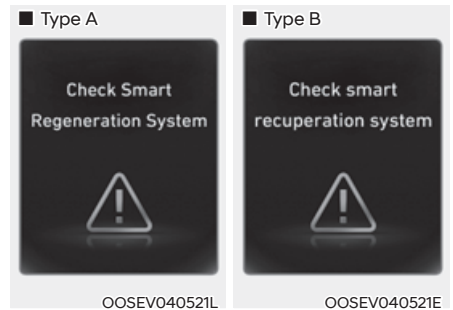 ■ Type A
Check Smart
Regeneration System
OOSEV040521L
■ Type B
Check smart
recuperation system
OOSEV040521E